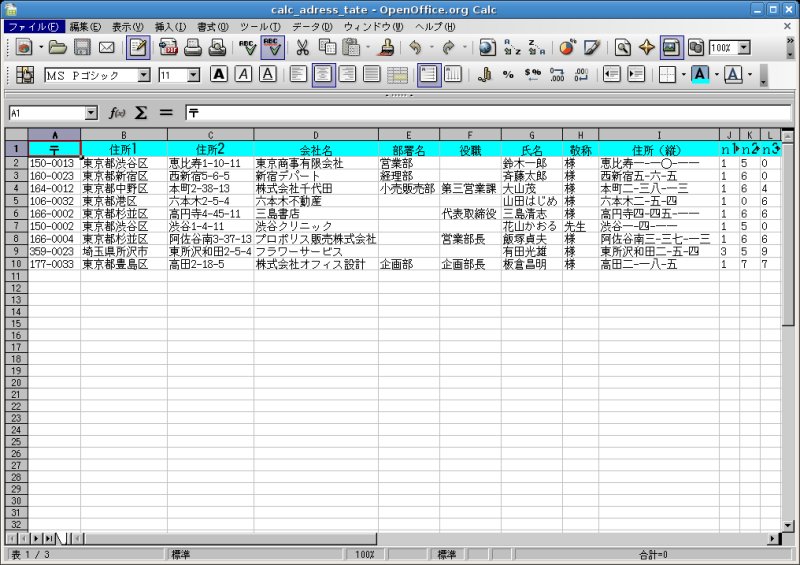 calc_adress_tate - OpenOffice.org Calc
ファイル(F) 編集(E) 表示(V) 挿入(I) 書式(O) ツール(T) データ(D) ウィンドウ(W) ヘルプ(H)
100%
MS Pゴシック 11
A1 〒
A B C D E F G H I J K L
1 〒 住所1 住所2 会社名 部署名 役職 氏名 敬称 住所（縦） n1 n2 n3
2 150-0013 東京都渋谷区 恵比寿1-10-11 東京商事有限会社 営業部 鈴木一郎 様 恵比寿一-一〇-一一 1 5 0
3 160-0023 東京都新宿区 西新宿5-6-5 新宿デパート 経理部 斉藤太郎 様 西新宿五-六-五 1 6 0
4 164-0012 東京都中野区 本町2-38-13 株式会社千代田 小売販売部 第三営業課 大山茂 様 本町二-三八-一三 1 6 4
5 106-0032 東京都港区 六本木2-5-4 六本木不動産 山田はじめ 様 六本木二-五-四 1 0 6
6 166-0002 東京都杉並区 高円寺4-45-11 三島書店 代表取締役 三島清志 様 高円寺四-四五-一一 1 6 6
7 150-0002 東京都渋谷区 渋谷1-4-11 渋谷クリニック 花山かおる 先生 渋谷一-四-一一 1 5 0
8 166-0004 東京都杉並区 阿佐谷南3-37-13 プロポリス販売株式会社 営業部長 飯塚貞夫 様 阿佐谷南三-三七-一三 1 6 6
9 359-0023 埼玉県所沢市 東所沢和田2-5-4 フラワーサービス 有田光雄 様 東所沢和田二-五-四 3 5 9
10 177-0033 東京都豊島区 高田2-18-5 株式会社オフィス設計 企画部 企画部長 板倉昌明 様 高田二-一八-五 1 7 7
11
12
13
14
15
16
17
18
19
20
21
22
23
24
25
26
27
28
29
30
31
32
表 1 / 3 標準 100% 標準 合計=0